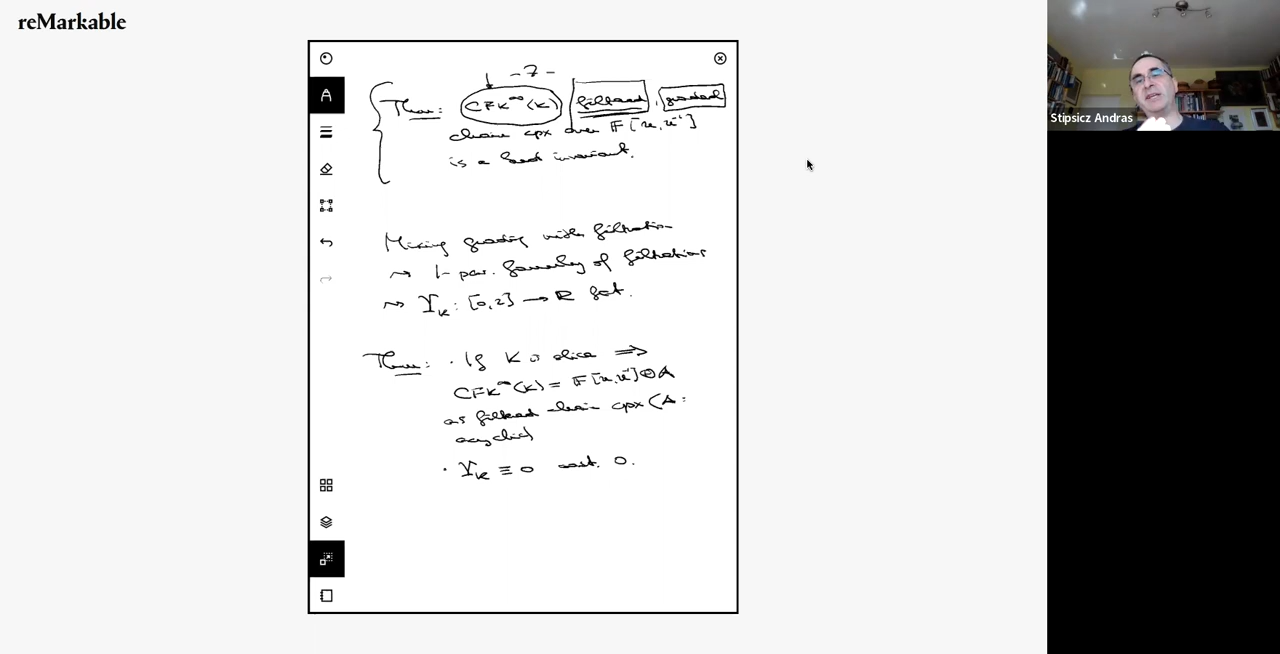 reMarkable
- 7 -
Thm: CFK^∞(K) filtered, graded
chain cpx over 𝔽[u,u⁻¹]
is a knot invariant.
Mixing grading with filtration
⇝ 1-par. family of filtrations
⇝ Υ_K : [0,2] → ℝ fct.
Thm: · If K is slice ⟹
CFK^∞(K) = 𝔽[u,u⁻¹] ⊕ A
as filtered chain cpx (A:
acyclic)
· Υ_K ≡ 0 const. 0.
Stipsicz Andras